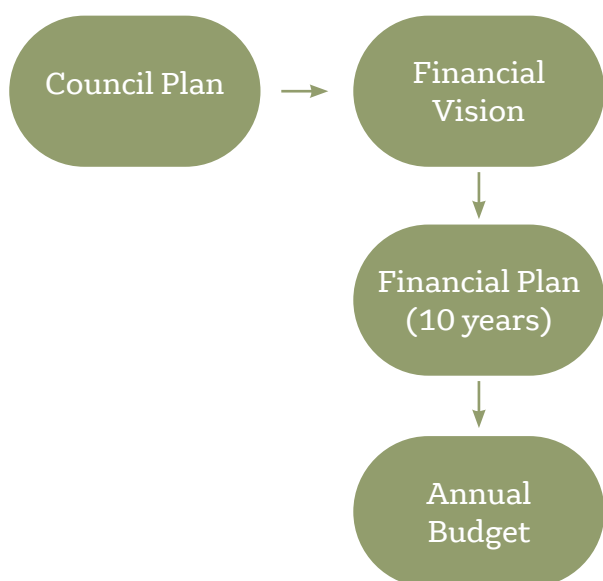 Council Plan
Financial
Vision
Financial Plan
(10 years)
Annual
Budget